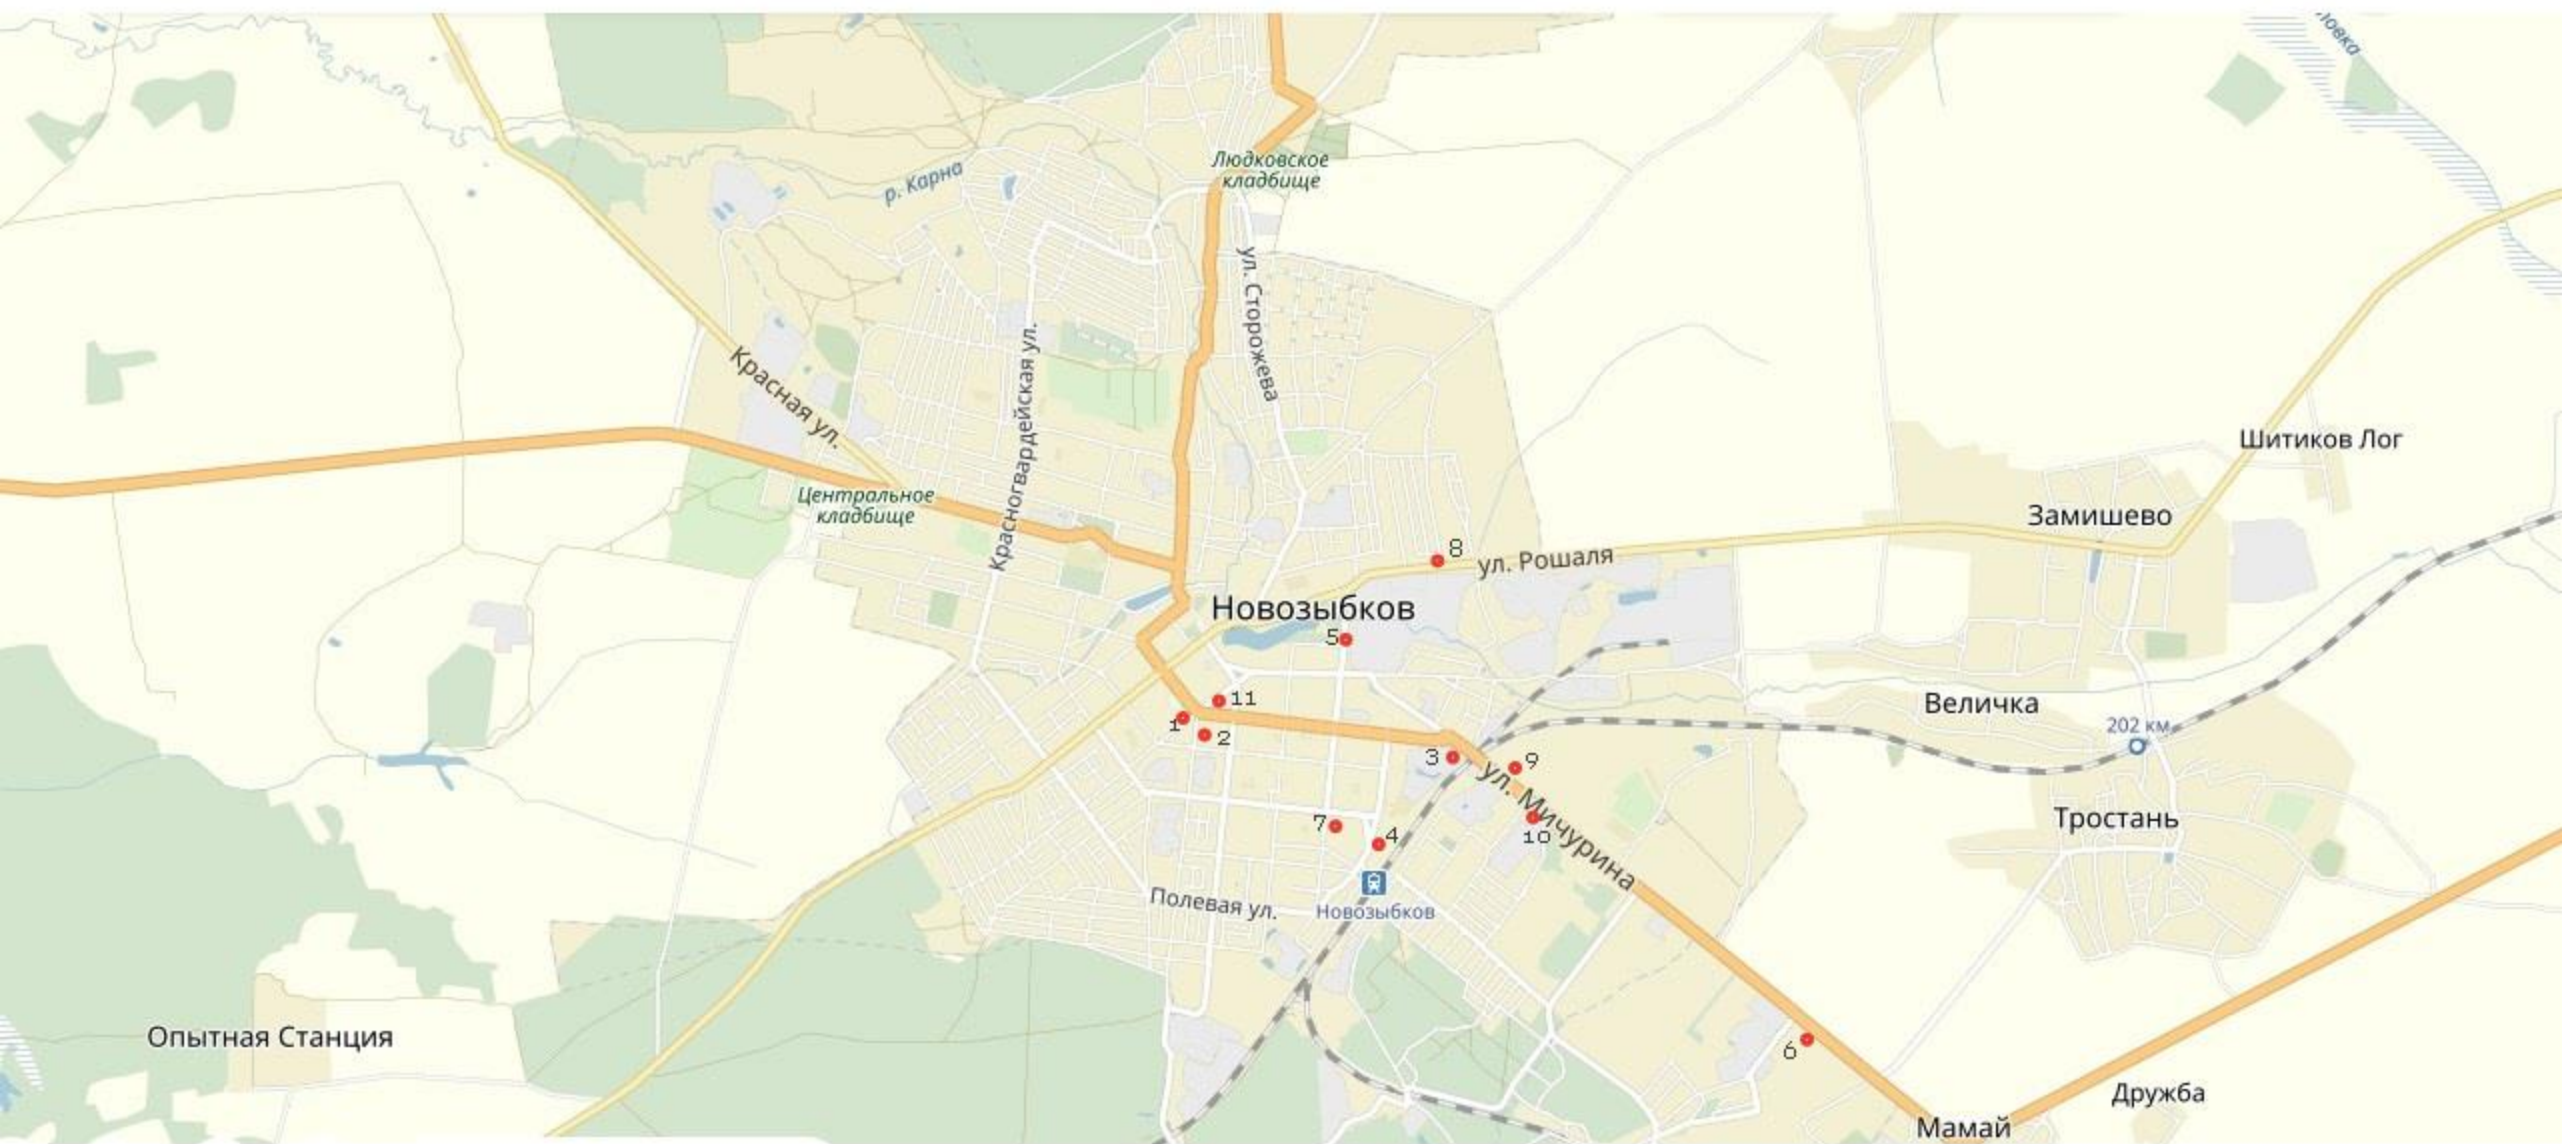 ловка
Людковское
кладбище
р. Карна
ул. Сторожева
Красногвардейская ул.
Красная ул.
Шитиков Лог
Центральное
кладбище
Замишево
8
ул. Рошаля
Новозыбков
5
11
1
2
Величка
202 км
3
9
ул. Мичурина
7
4
10
Тростань
Полевая ул.
Новозыбков
Опытная Станция
6
Дружба
Мамай